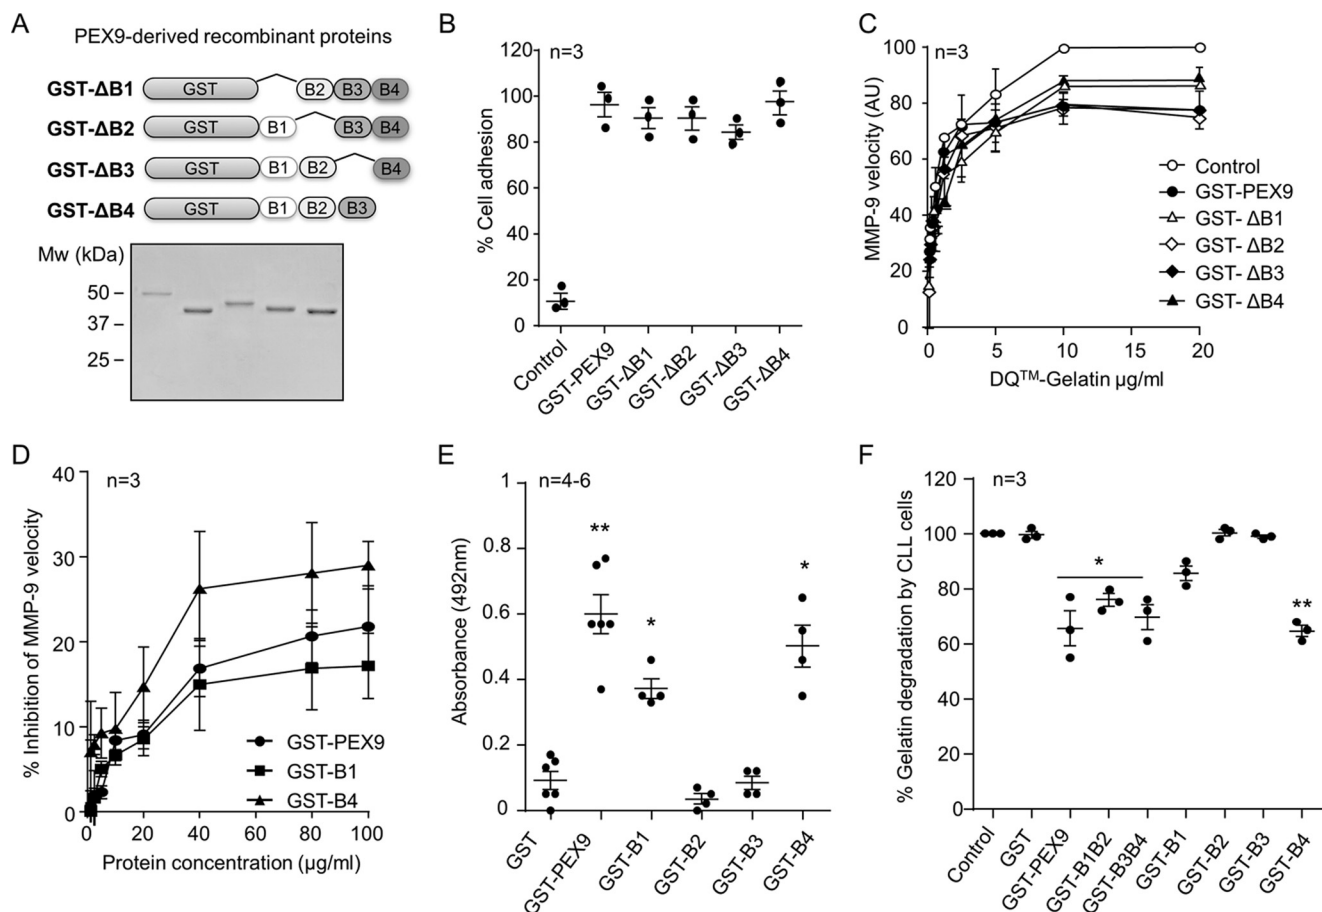 A
PEX9-derived recombinant proteins
GST-ΔB1 GST B2 B3 B4
GST-ΔB2 GST B1 B3 B4
GST-ΔB3 GST B1 B2 B4
GST-ΔB4 GST B1 B2 B3
Mw (kDa)
50
37
25
B
n=3
% Cell adhesion
120
100
80
60
40
20
0
Control
GST-PEX9
GST-ΔB1
GST-ΔB2
GST-ΔB3
GST-ΔB4
C
n=3
MMP-9 velocity (AU)
100
80
60
40
20
0
0 5 10 15 20
DQ™-Gelatin µg/ml
Control
GST-PEX9
GST- ΔB1
GST- ΔB2
GST- ΔB3
GST- ΔB4
D
n=3
% Inhibition of MMP-9 velocity
40
30
20
10
0
0 20 40 60 80 100
Protein concentration (µg/ml)
GST-PEX9
GST-B1
GST-B4
E
n=4-6
Absorbance (492nm)
1
0.8
0.6
0.4
0.2
0
**
*
*
GST
GST-PEX9
GST-B1
GST-B2
GST-B3
GST-B4
F
n=3
% Gelatin degradation by CLL cells
120
100
80
60
40
20
0
*
**
Control
GST
GST-PEX9
GST-B1B2
GST-B3B4
GST-B1
GST-B2
GST-B3
GST-B4